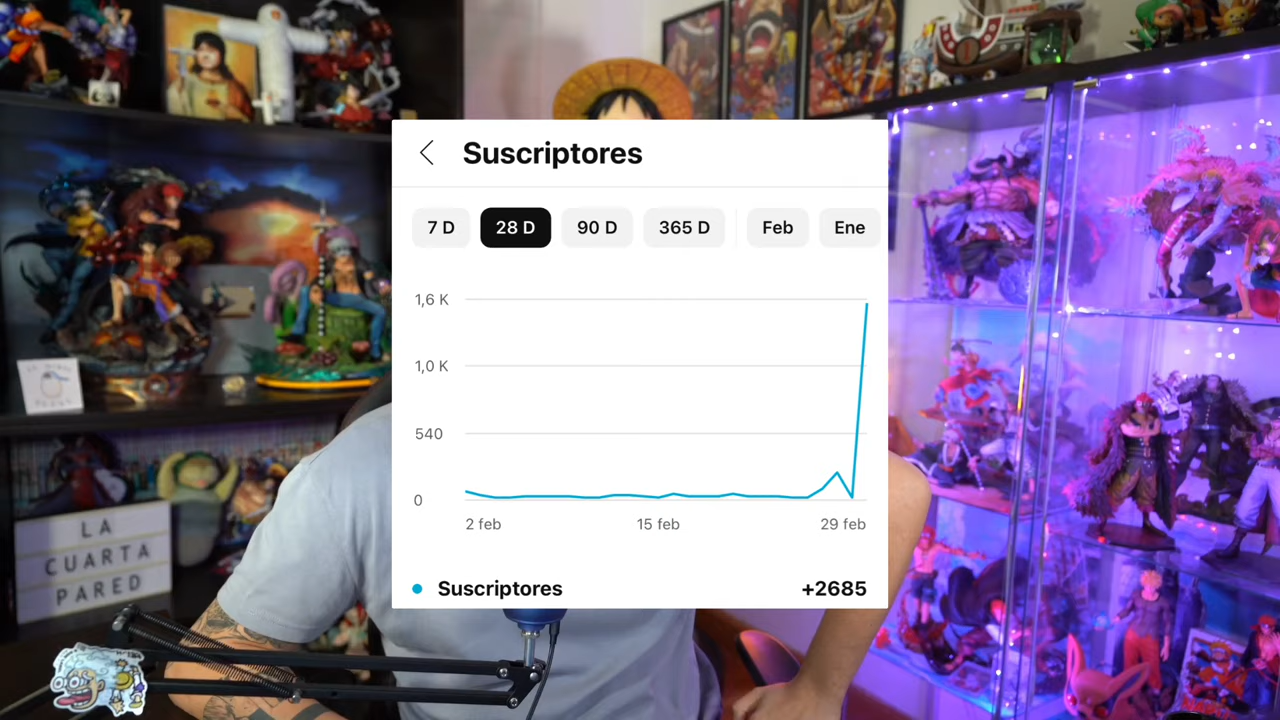 Suscriptores
7 D
28 D
90 D
365 D
Feb
Ene
1,6 K
1,0 K
540
0
2 feb
15 feb
29 feb
Suscriptores
+2685
LA
CUARTA
PARED